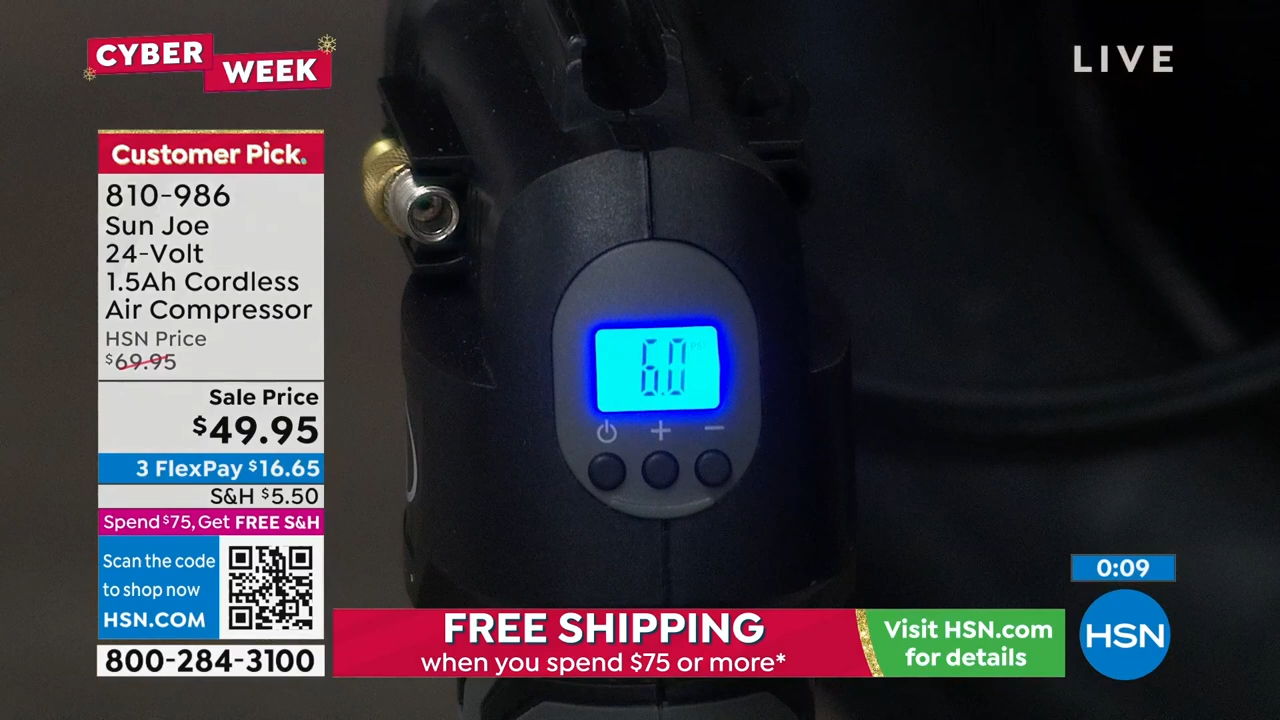 CYBER
WEEK
LIVE
Customer Pick.
810-986
Sun Joe
24-Volt
1.5Ah Cordless
Air Compressor
HSN Price
$69.95
Sale Price
$49.95
3 FlexPay $16.65
S&H $5.50
Spend $75, Get FREE S&H
Scan the code
to shop now
HSN.COM
800-284-3100
6.0 PSI
FREE SHIPPING
when you spend $75 or more*
Visit HSN.com
for details
0:09
HSN